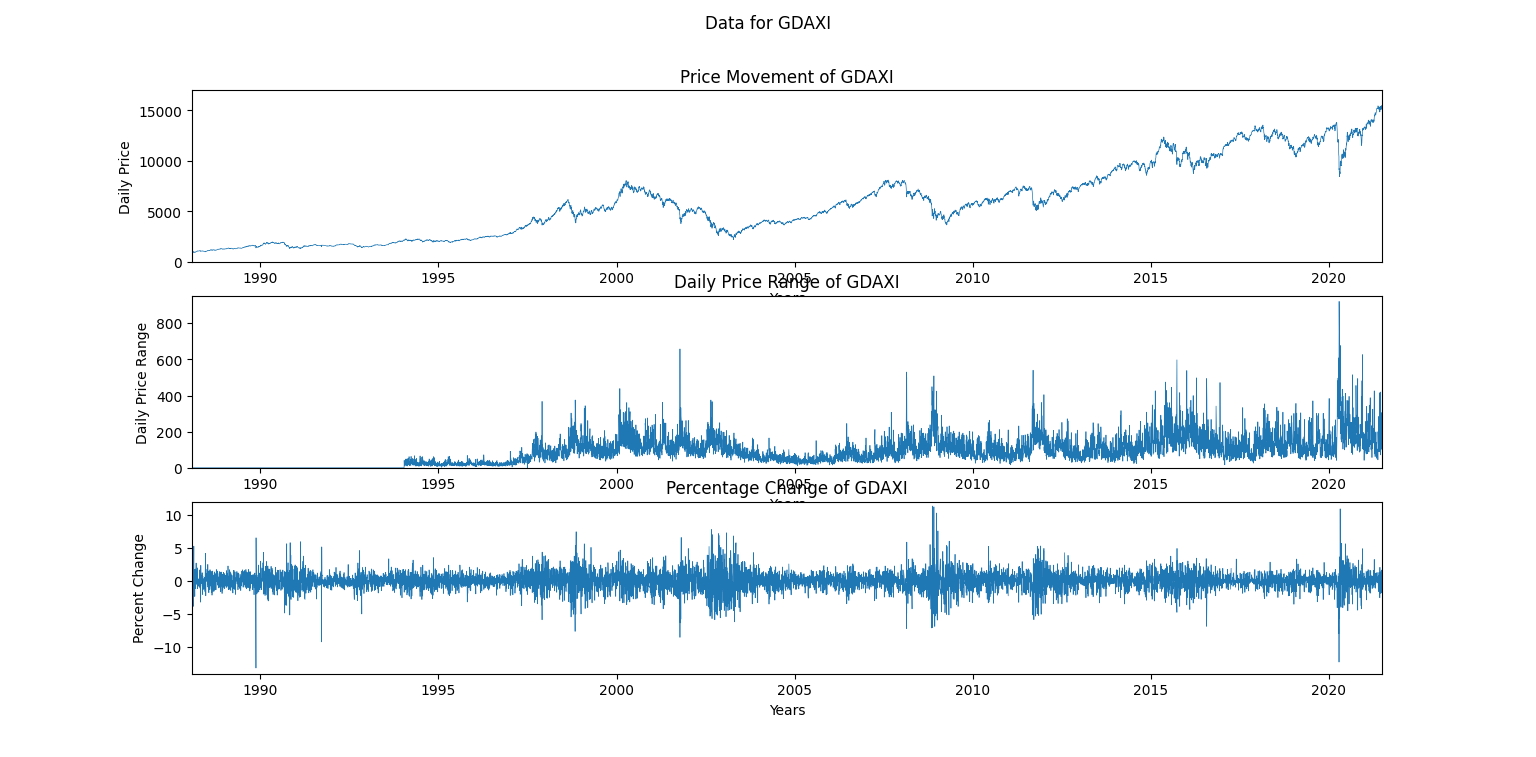 Data for GDAXI
Price Movement of GDAXI
Daily Price
15000
10000
5000
0
1990 1995 2000 2005 2010 2015 2020
Years
Daily Price Range of GDAXI
Daily Price Range
800
600
400
200
0
1990 1995 2000 2005 2010 2015 2020
Years
Percentage Change of GDAXI
Percent Change
10
5
0
−5
−10
1990 1995 2000 2005 2010 2015 2020
Years